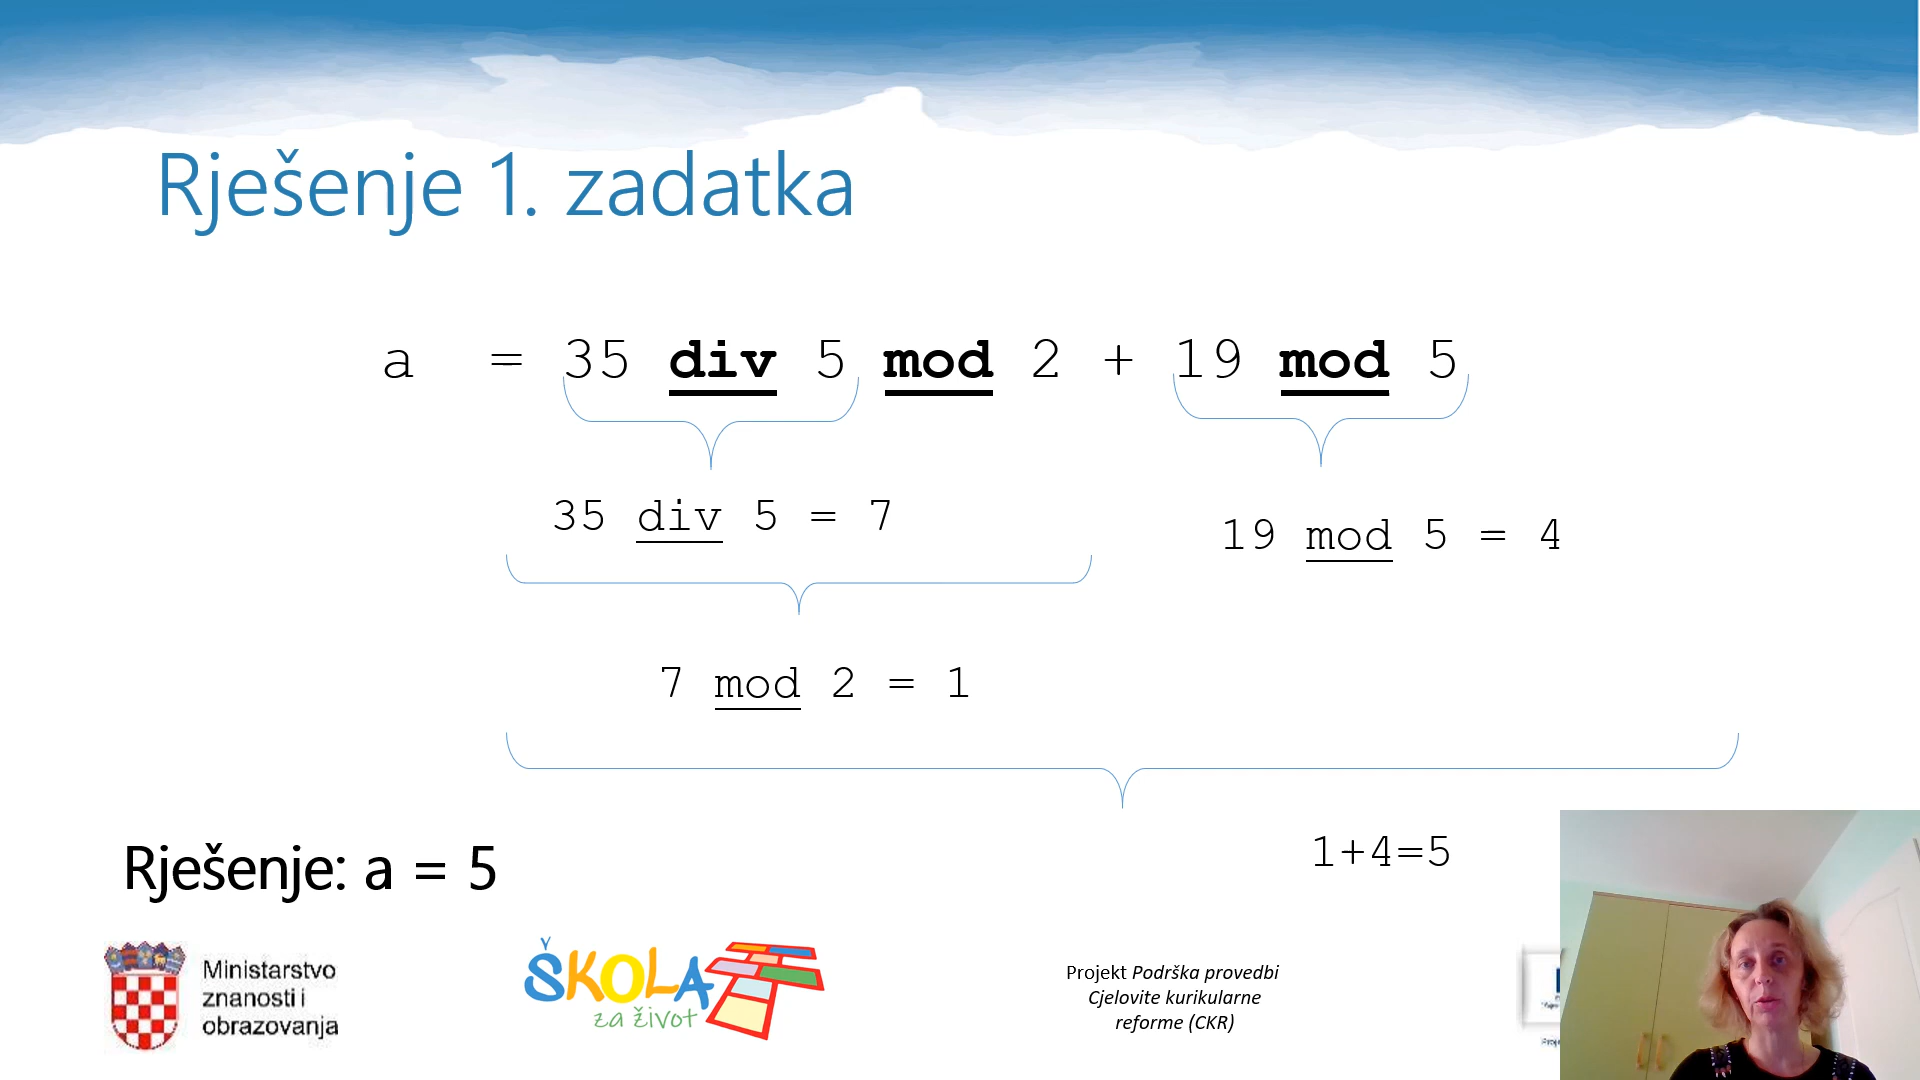 Rješenje 1. zadatka
a = 35 div 5 mod 2 + 19 mod 5
35 div 5 = 7
19 mod 5 = 4
7 mod 2 = 1
1+4=5
Rješenje: a = 5
Ministarstvo
znanosti i
obrazovanja
ŠKOLA
za život
Projekt Podrška provedbi
Cjelovite kurikularne
reforme (CKR)